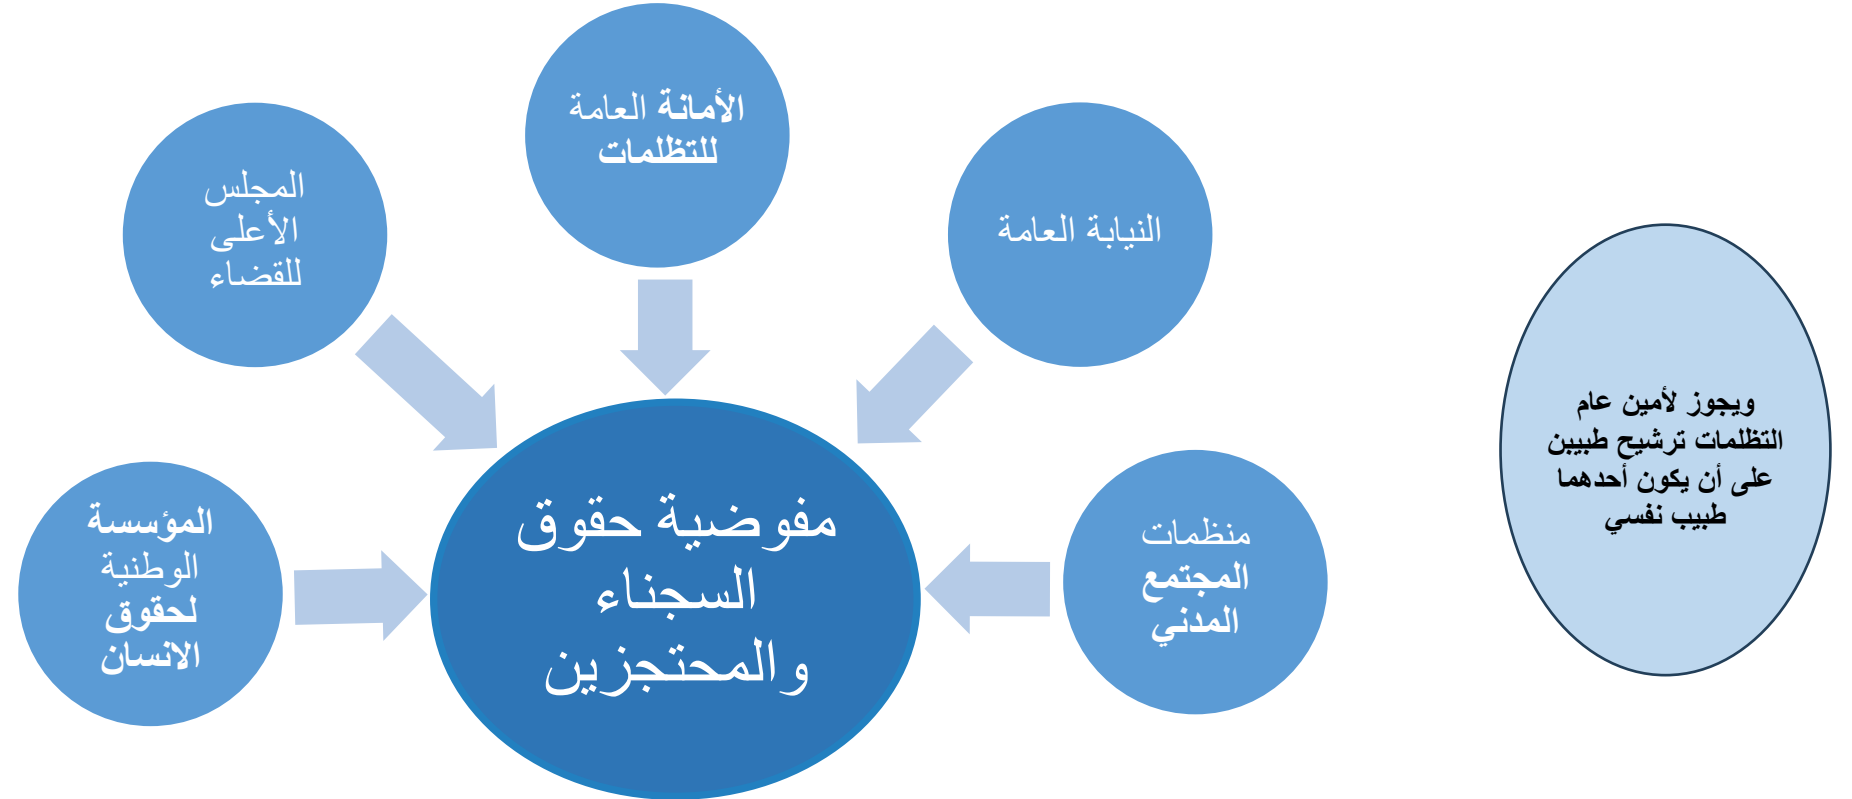 الأمانة العامة
للتظلمات
المجلس
الأعلى
للقضاء
النيابة العامة
المؤسسة
الوطنية
لحقوق
الانسان
مفوضية حقوق
السجناء
والمحتجزين
منظمات
المجتمع
المدني
ويجوز لأمين عام
التظلمات ترشيح طبيبن
على أن يكون أحدهما
طبيب نفسي